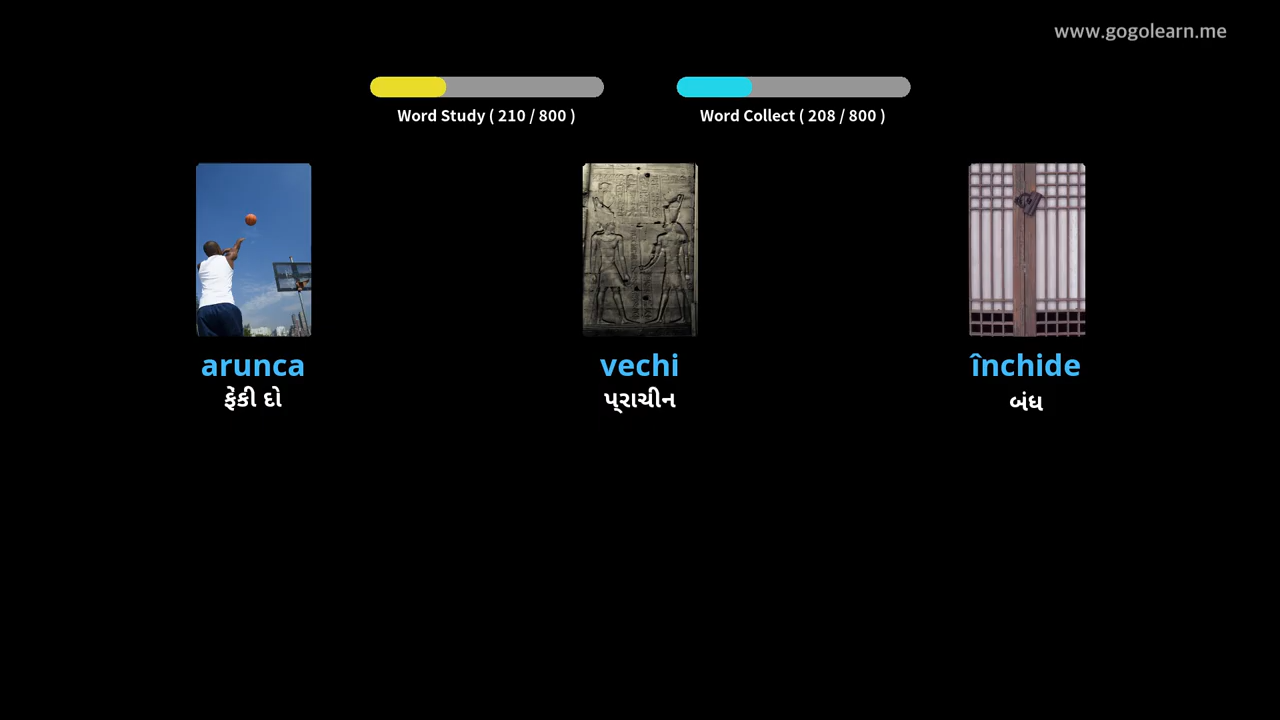 www.gogolearn.me
Word Study ( 210 / 800 )
Word Collect ( 208 / 800 )
arunca
ફેંકી દો
vechi
પ્રાચીન
închide
બંધ